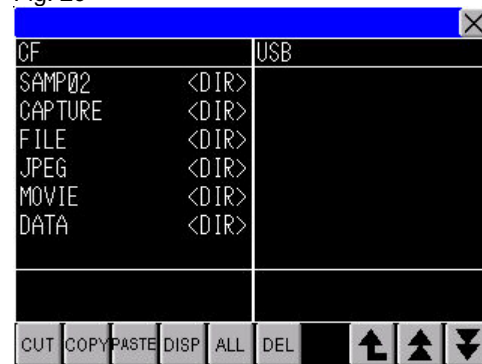 Fig.
CF USB
SAMP02 <DIR>
CAPTURE <DIR>
FILE <DIR>
JPEG <DIR>
MOVIE <DIR>
DATA <DIR>
CUT COPY PASTE DISP ALL DEL